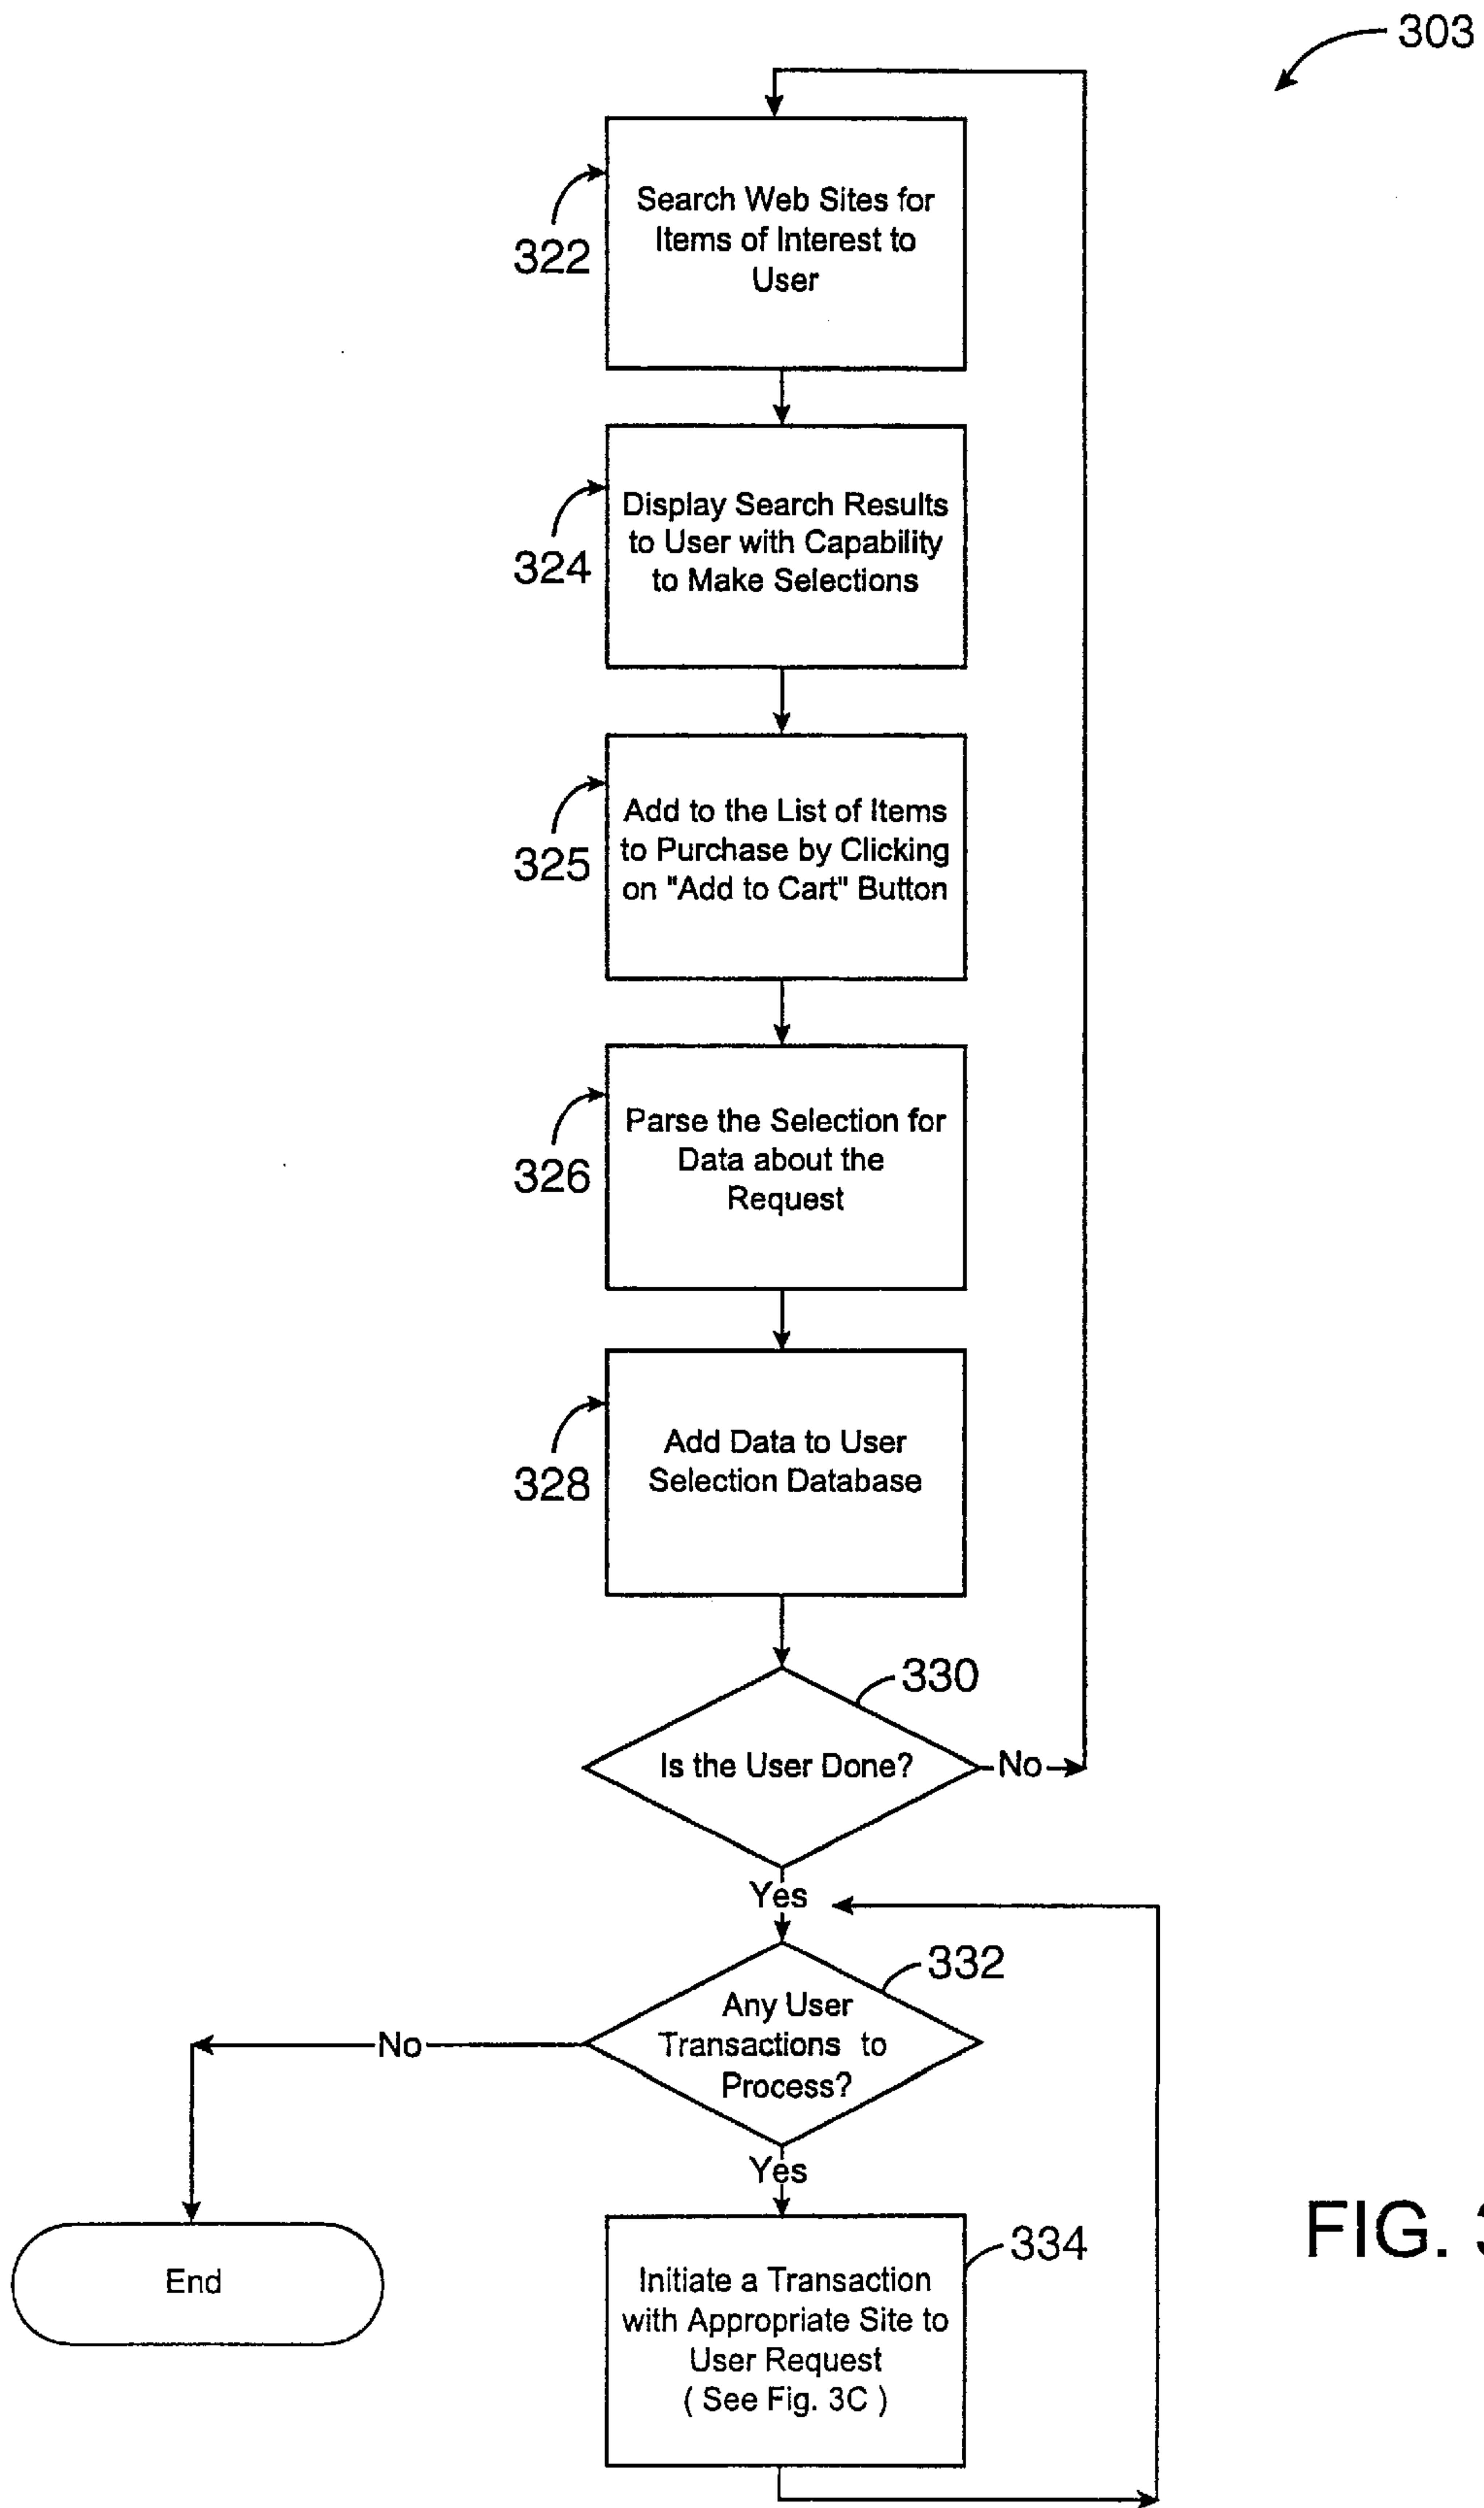 303
Search Web Sites for
Items of Interest to
User
322
Display Search Results
to User with Capability
to Make Selections
324
Add to the List of Items
to Purchase by Clicking
on "Add to Cart" Button
325
Parse the Selection for
Data about the
Request
326
Add Data to User
Selection Database
328
330
Is the User Done?
No
Yes
332
Any User
Transactions to
Process?
No
Yes
End
334
Initiate a Transaction
with Appropriate Site to
User Request
( See Fig. 3C )
FIG.